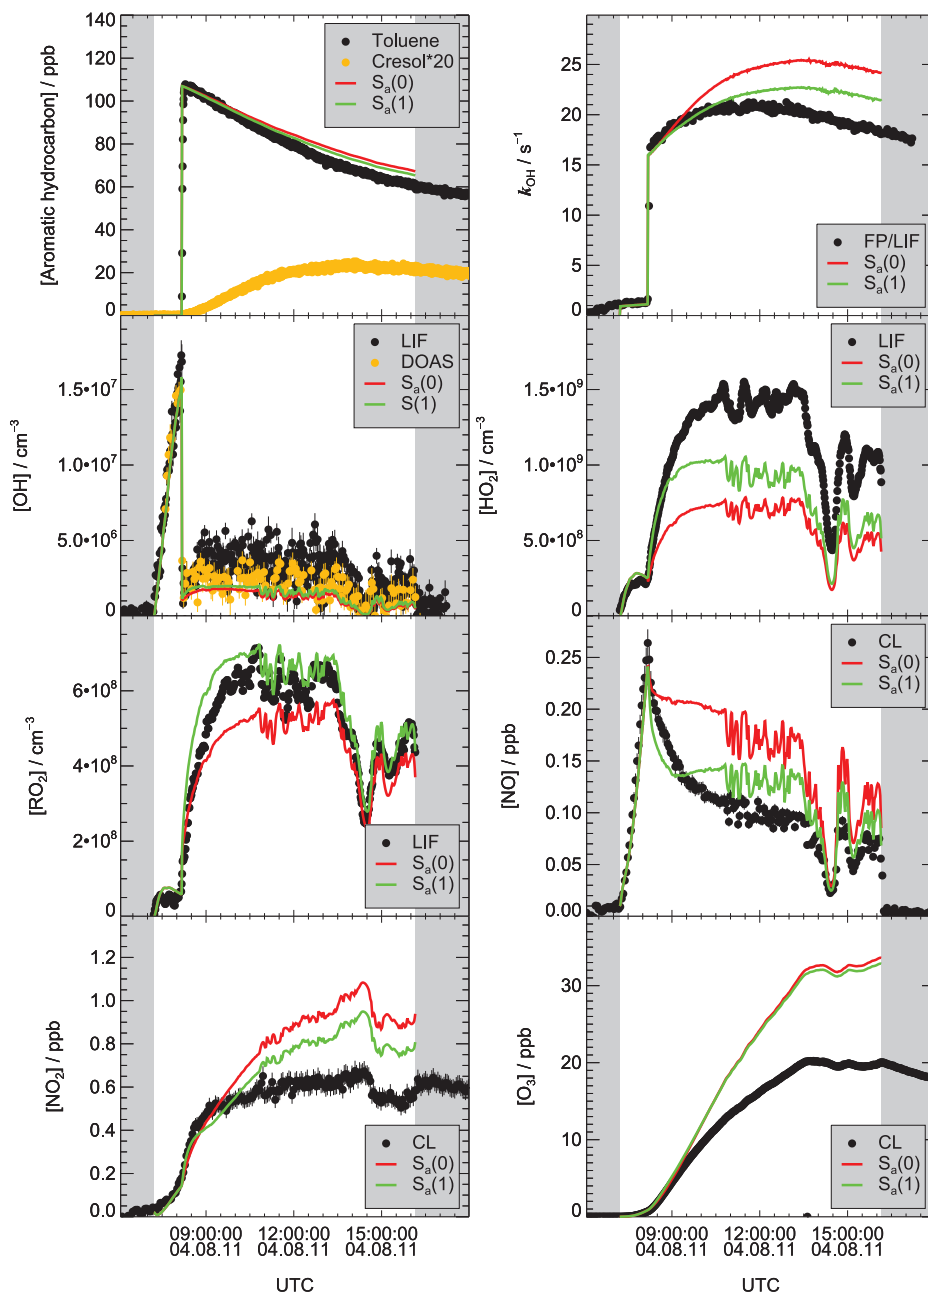 [Aromatic hydrocarbon] / ppb
140
120
100
80
60
40
20
0
Toluene
Cresol*20
Sₐ(0)
Sₐ(1)
k_OH / s⁻¹
25
20
15
10
5
0
FP/LIF
Sₐ(0)
Sₐ(1)
[OH] / cm⁻³
1.5•10⁷
1.0•10⁷
5.0•10⁶
0
LIF
DOAS
Sₐ(0)
S(1)
[HO₂] / cm⁻³
1.5•10⁹
1.0•10⁹
5.0•10⁸
0
LIF
Sₐ(0)
Sₐ(1)
[RO₂] / cm⁻³
6•10⁸
4•10⁸
2•10⁸
0
LIF
Sₐ(0)
Sₐ(1)
[NO] / ppb
0.25
0.20
0.15
0.10
0.05
0.00
CL
Sₐ(0)
Sₐ(1)
[NO₂] / ppb
1.2
1.0
0.8
0.6
0.4
0.2
0.0
CL
Sₐ(0)
Sₐ(1)
09:00:00 12:00:00 15:00:00
04.08.11 04.08.11 04.08.11
UTC
[O₃] / ppb
30
20
10
0
CL
Sₐ(0)
Sₐ(1)
09:00:00 12:00:00 15:00:00
04.08.11 04.08.11 04.08.11
UTC